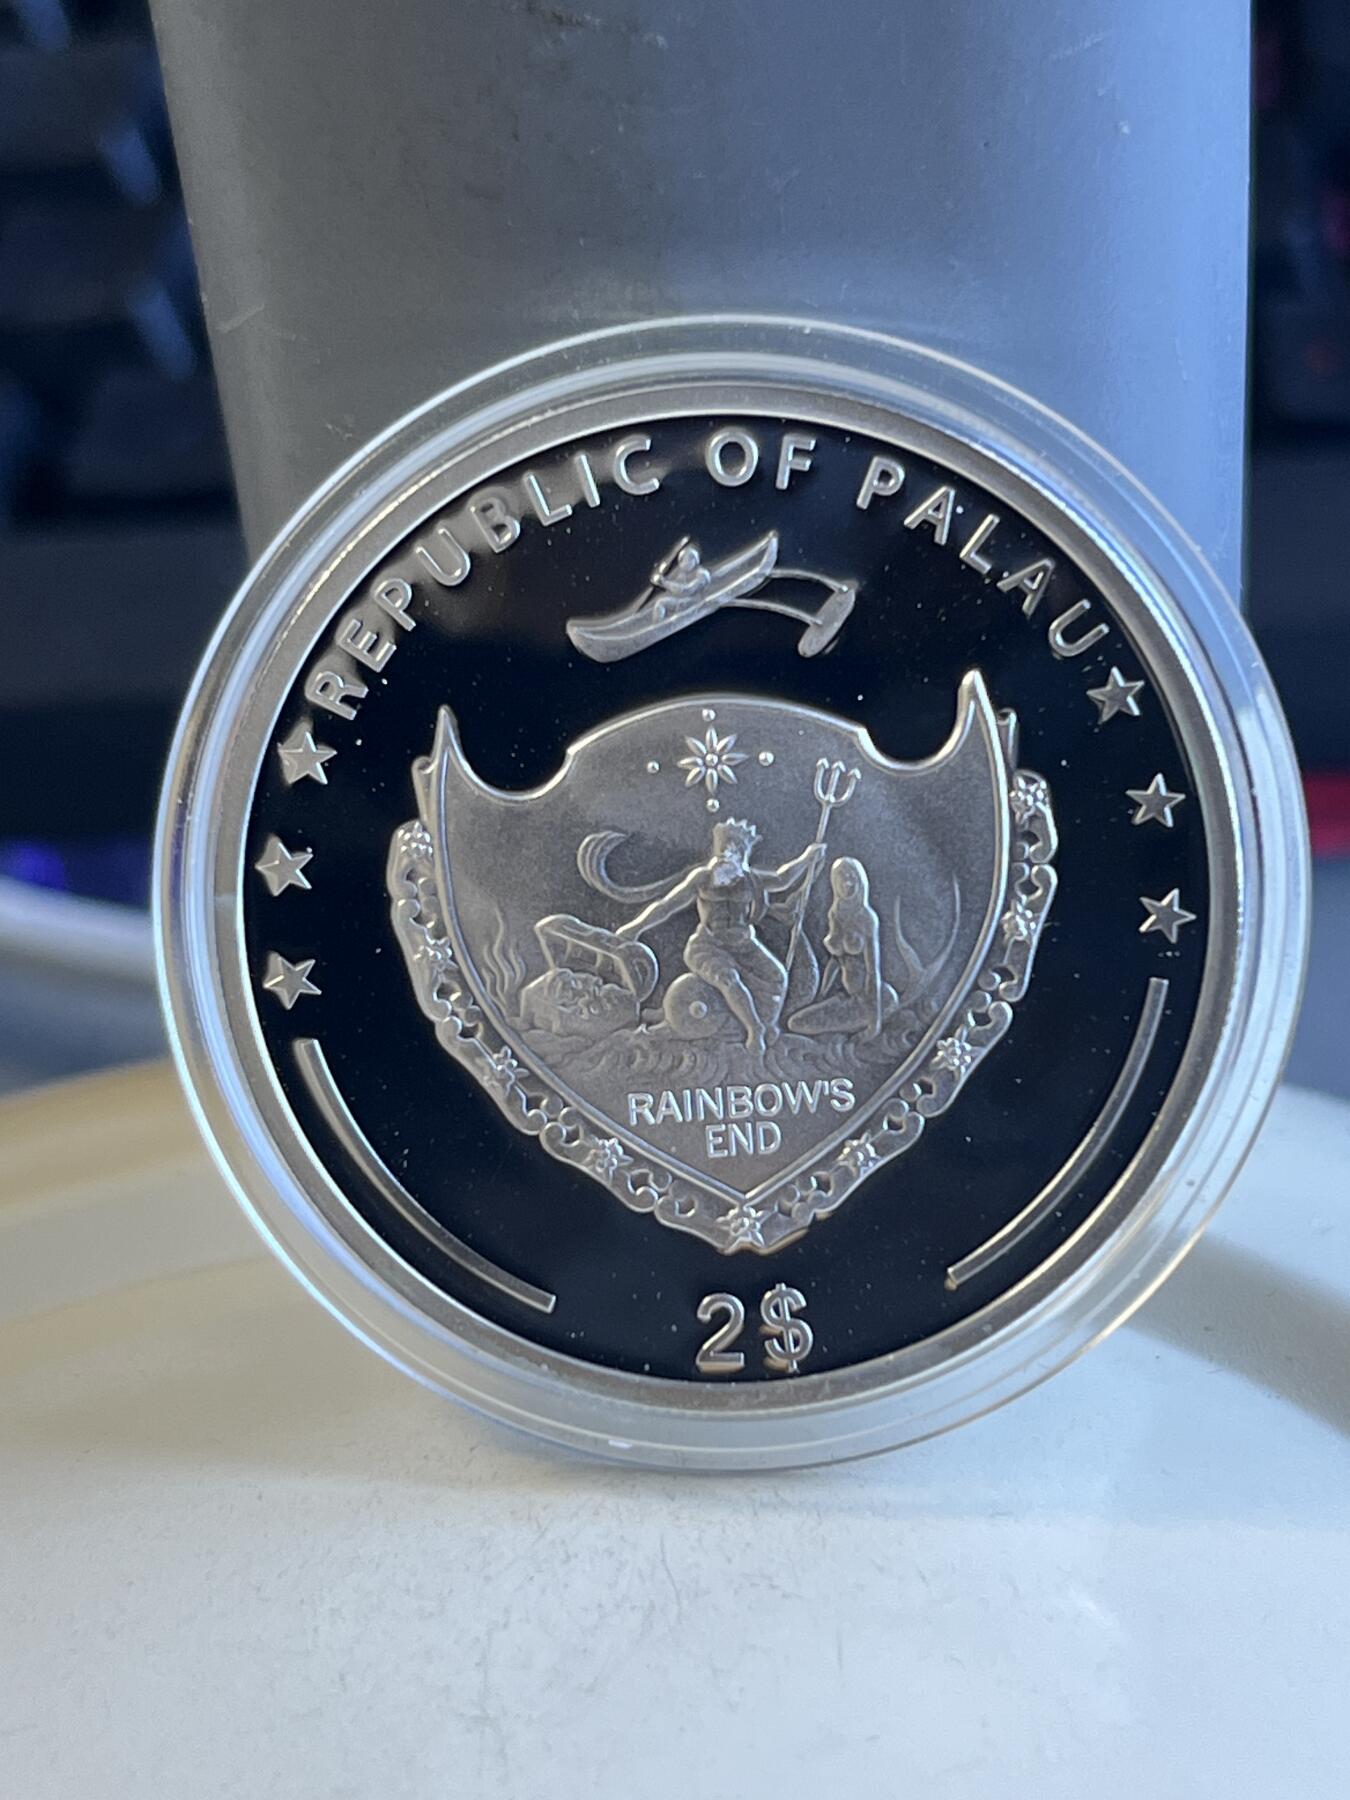 REPUBLIC OF PALAU
RAINBOW'S
END
2$